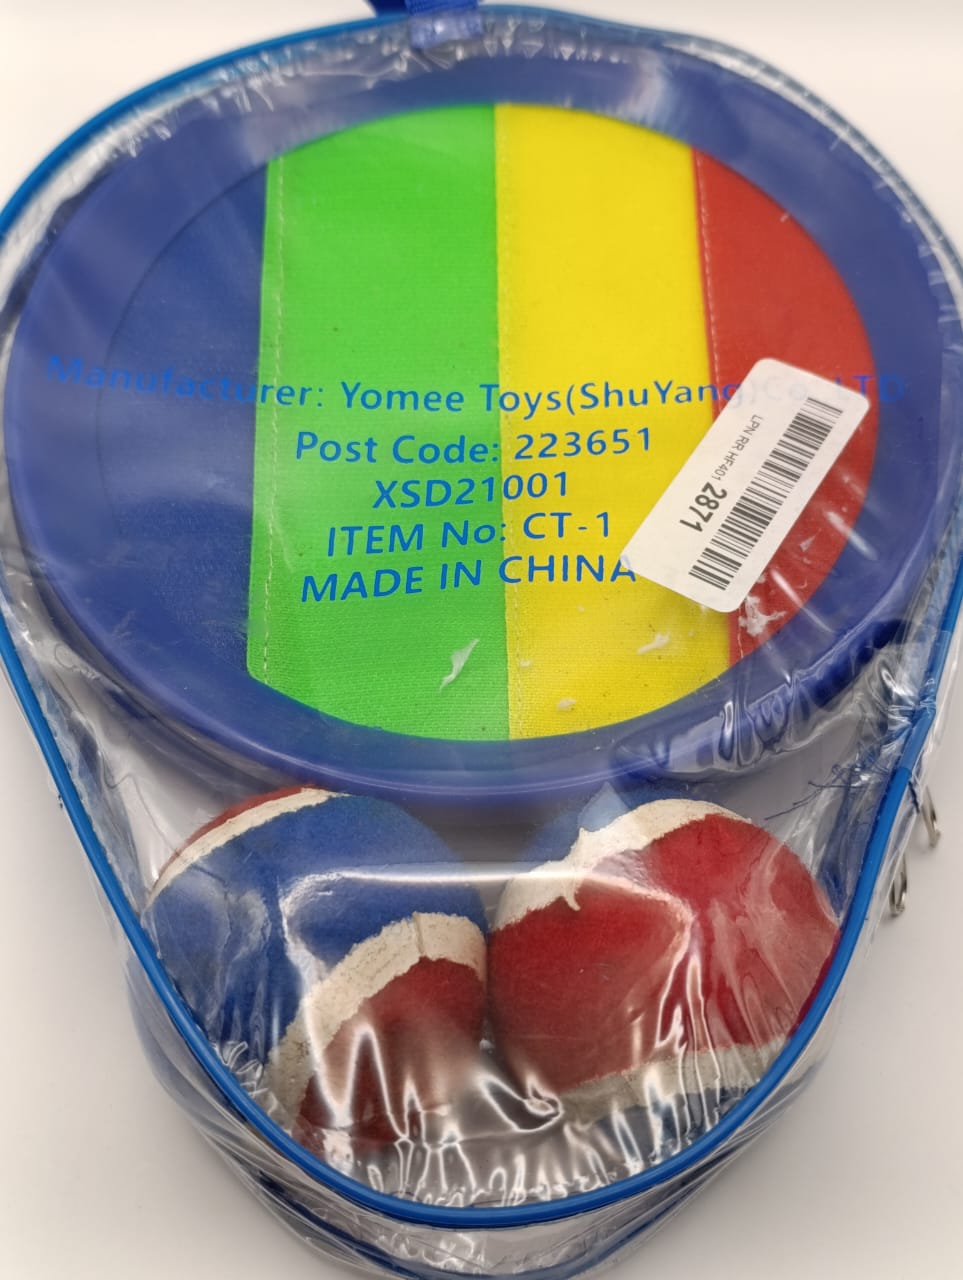 Manufacturer: Yomee Toys(ShuYang)Co. LTD
Post Code: 223651
XSD21001
ITEM No: CT-1
MADE IN CHINA
LPN RR HF401 2871